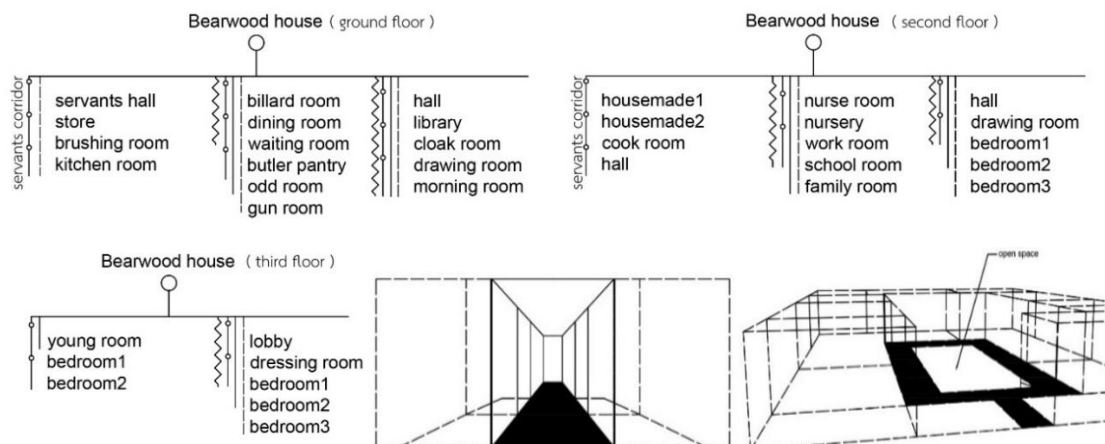 Bearwood house ( ground floor)
servants corridor
servants hall
store
brushing room
kitchen room
billard room
dining room
waiting room
butler pantry
odd room
gun room
hall
library
cloak room
drawing room
morning room
Bearwood house ( second floor)
servants corridor
housemade1
housemade2
cook room
hall
nurse room
nursery
work room
school room
family room
hall
drawing room
bedroom1
bedroom2
bedroom3
Bearwood house ( third floor)
young room
bedroom1
bedroom2
lobby
dressing room
bedroom1
bedroom2
bedroom3
open space